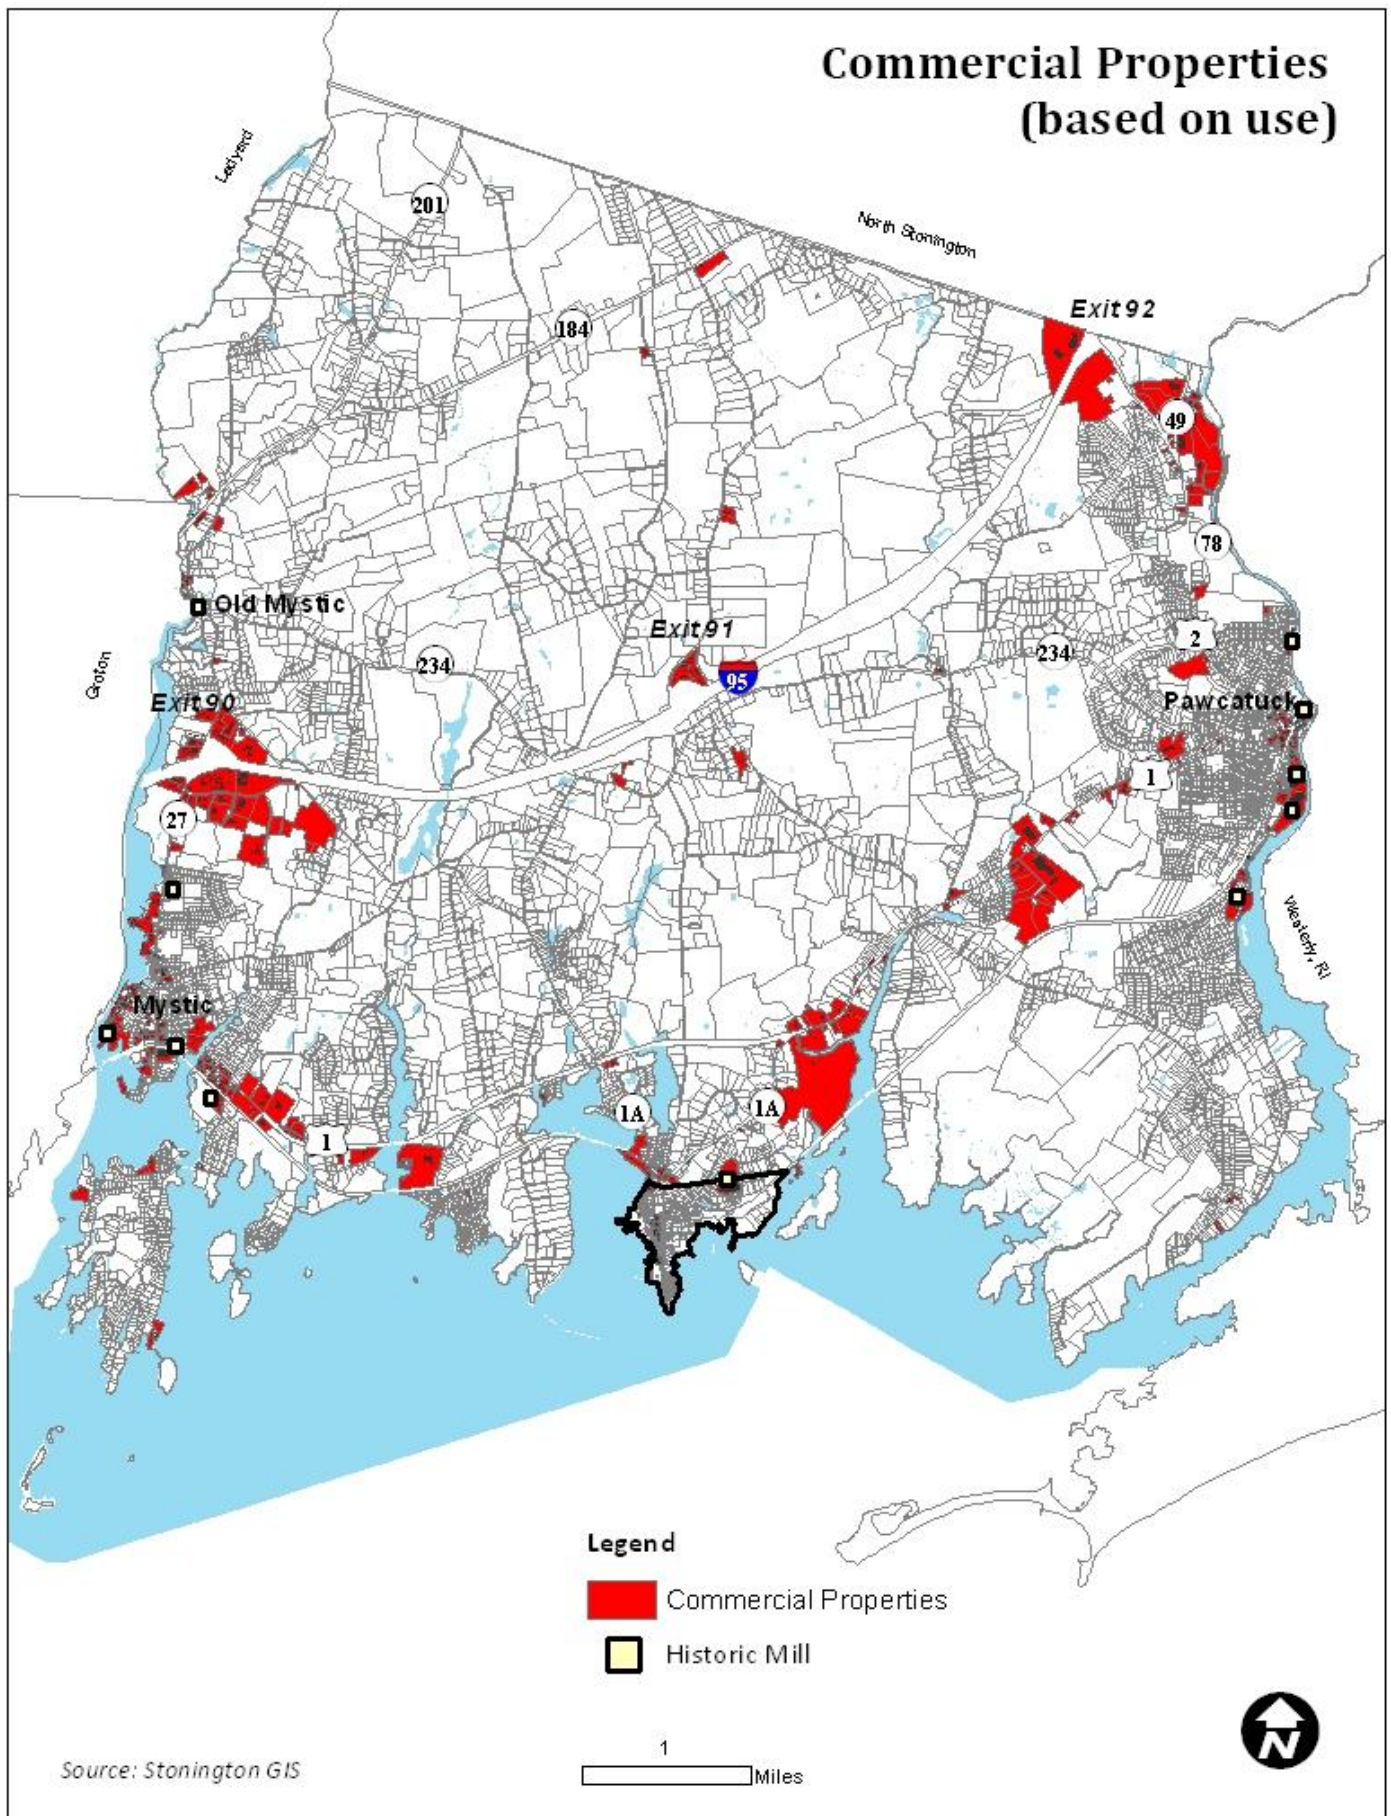 Commercial Properties
(based on use)
Ledyard
201
North Stonington
Exit 92
184
49
78
Old Mystic
Exit 91
2
234
234
95
Groton
Exit 90
Pawcatuck
1
27
Westerly, RI
Mystic
1A
1A
1
Legend
Commercial Properties
Historic Mill
1
Miles
N
Source: Stonington GIS